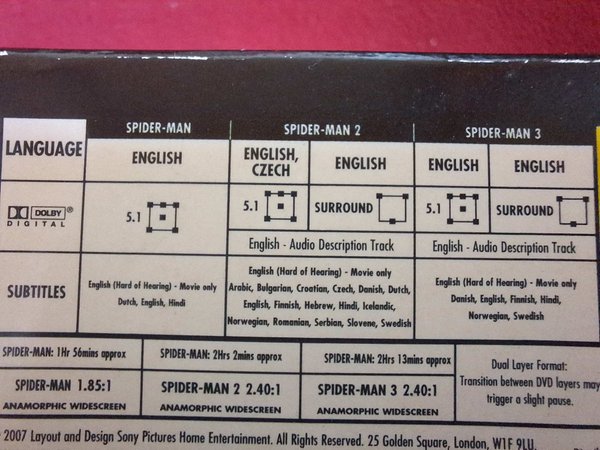 SPIDER-MAN SPIDER-MAN 2 SPIDER-MAN 3
LANGUAGE ENGLISH ENGLISH, CZECH ENGLISH ENGLISH ENGLISH
DOLBY® DIGITAL 5.1 5.1 SURROUND 5.1 SURROUND
English - Audio Description Track English - Audio Description Track
SUBTITLES
English (Hard of Hearing) - Movie only
Dutch, English, Hindi
English (Hard of Hearing) - Movie only
Arabic, Bulgarian, Croatian, Czech, Danish, Dutch,
English, Finnish, Hebrew, Hindi, Icelandic,
Norwegian, Romanian, Serbian, Slovene, Swedish
English (Hard of Hearing) - Movie only
Danish, English, Finnish, Hindi,
Norwegian, Swedish
SPIDER-MAN: 1Hr 56mins approx SPIDER-MAN: 2Hrs 2mins approx SPIDER-MAN: 2Hrs 13mins approx
SPIDER-MAN 1.85:1 SPIDER-MAN 2 2.40:1 SPIDER-MAN 3 2.40:1
ANAMORPHIC WIDESCREEN ANAMORPHIC WIDESCREEN ANAMORPHIC WIDESCREEN
Dual Layer Format:
Transition between DVD layers may
trigger a slight pause.
2007 Layout and Design Sony Pictures Home Entertainment. All Rights Reserved. 25 Golden Square, London, W1F 9LU.